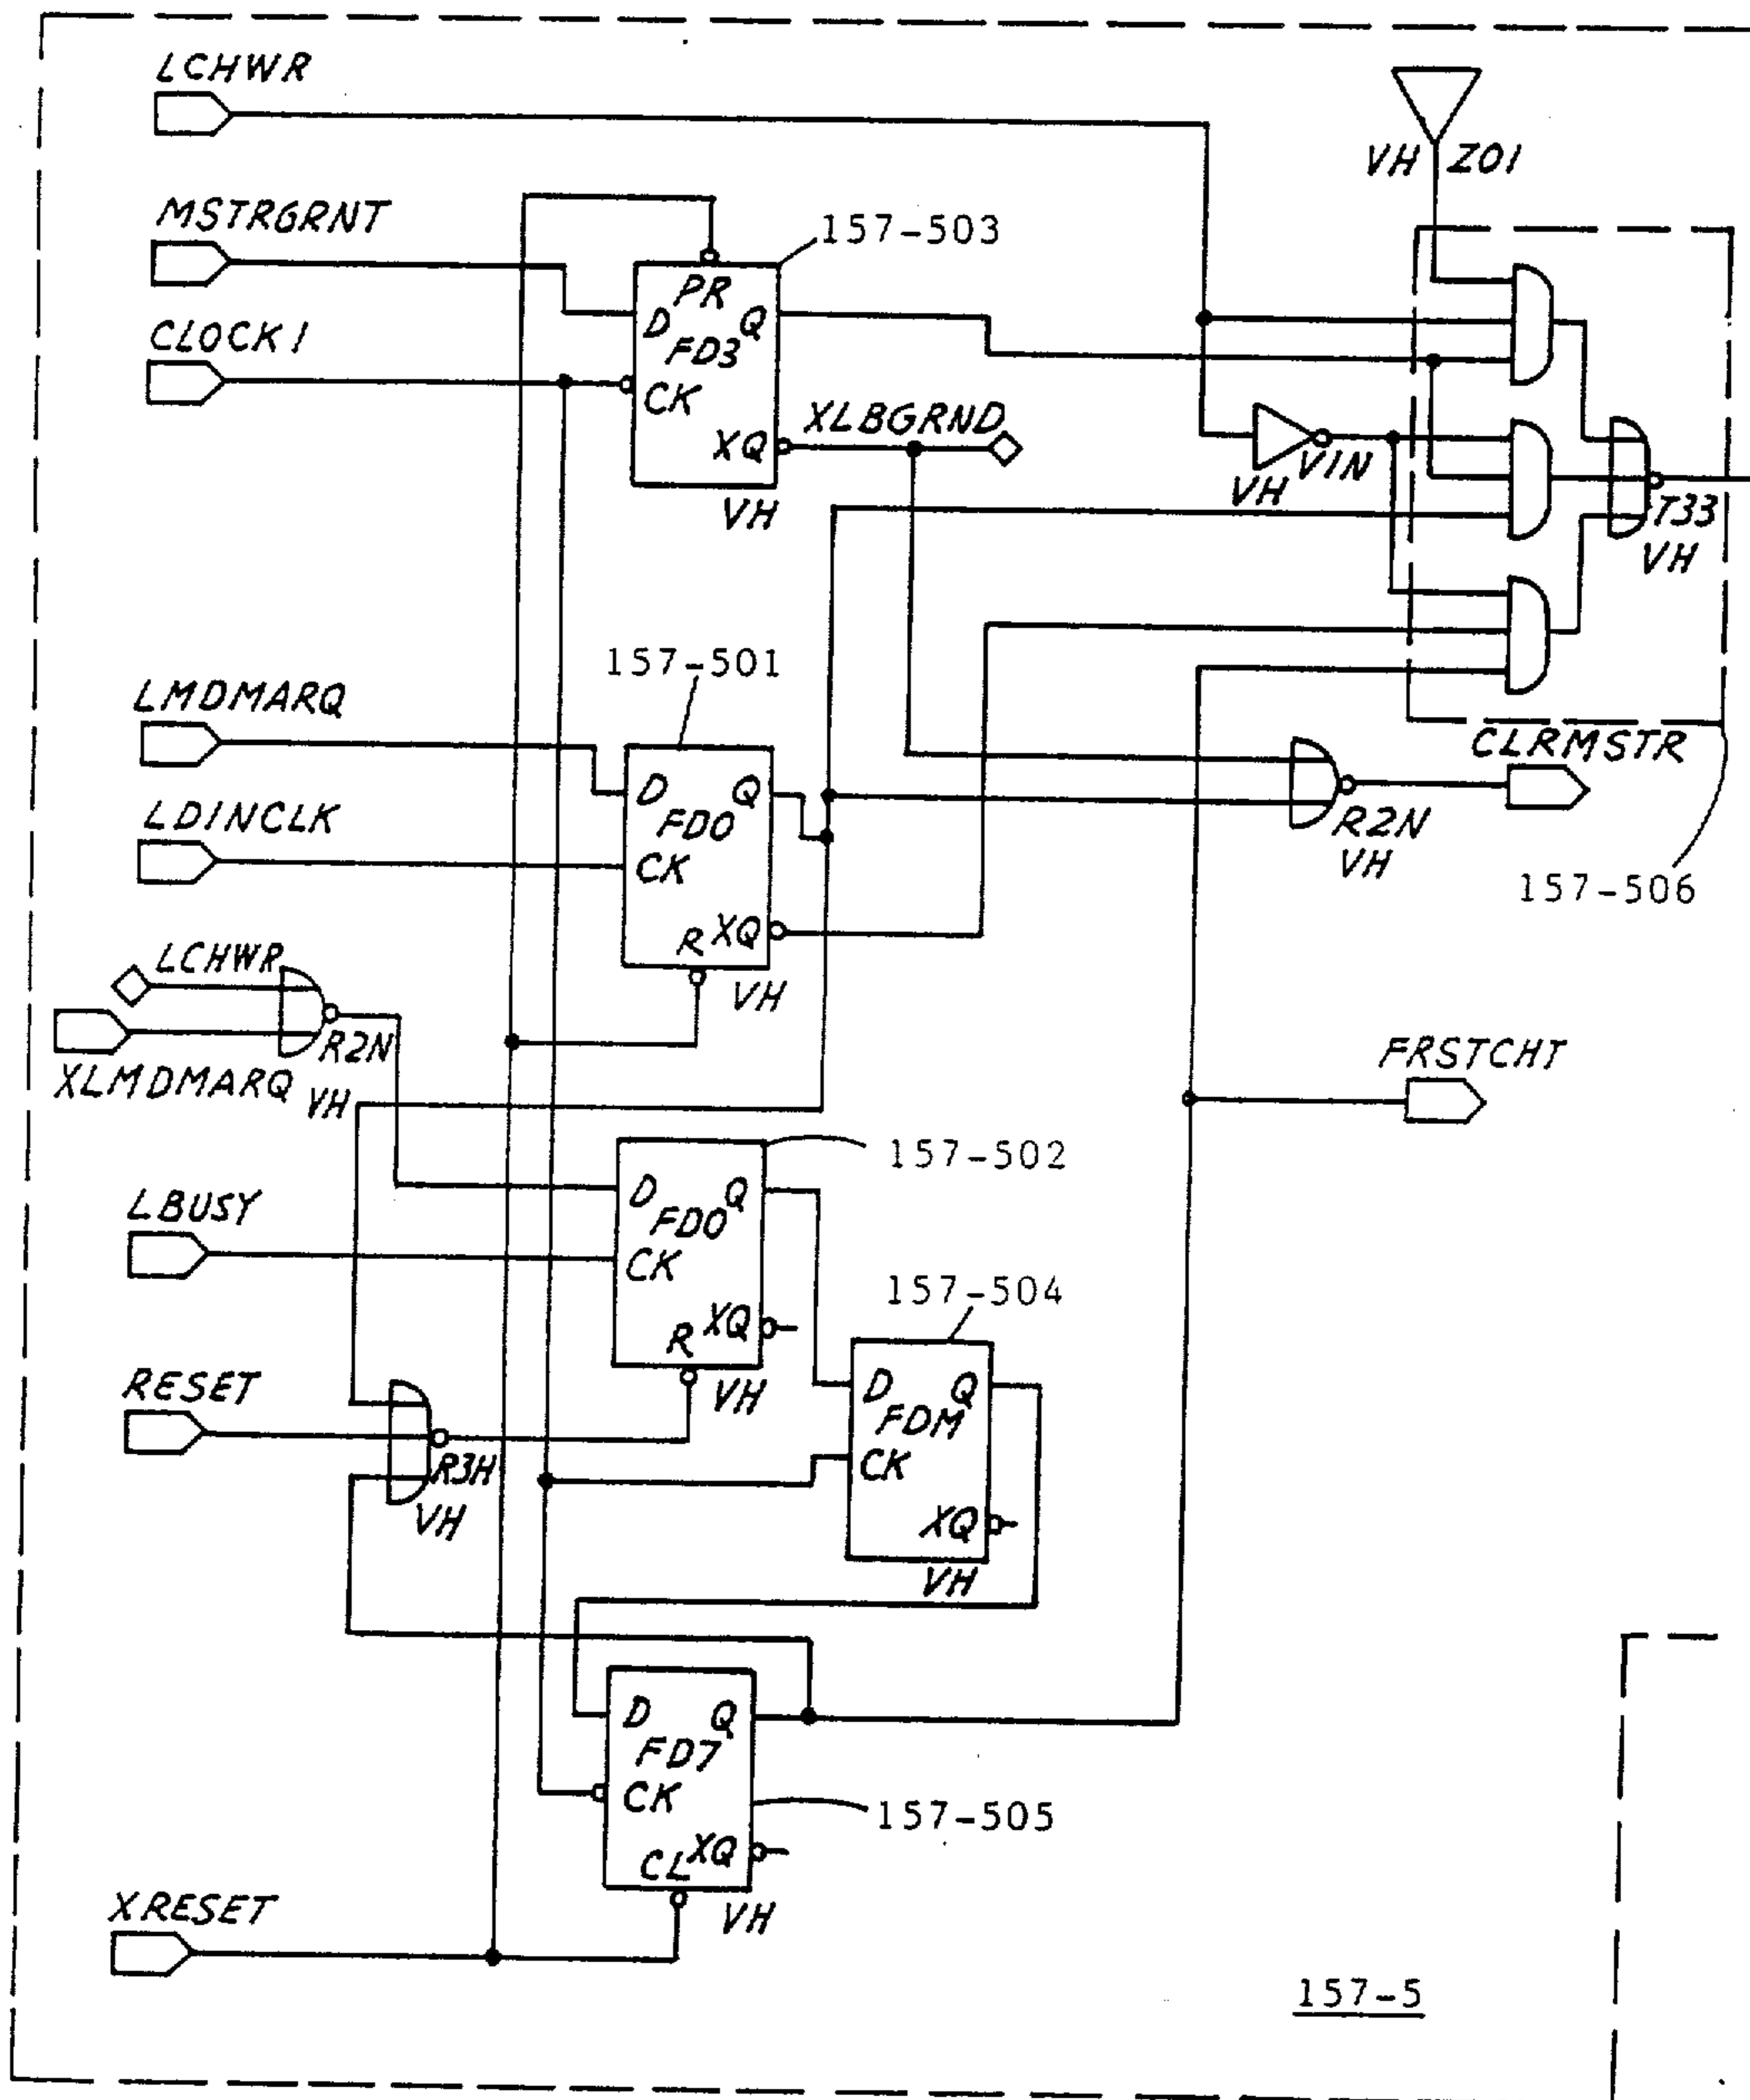 LCHWR
VH Z01
MSTRGRNT
157-503
PR
D Q
FD3
CLOCK1
CK
XLBGRND
XQ
VIN
VH
VH
T33
VH
157-501
LMDMARQ
CLRMSTR
D Q
FD0
LDINCLK
CK
R2N
VH
157-506
R XQ
VH
LCHWR
R2N
XLMDMARQ
VH
FRSTCHT
157-502
D Q
FD0
LBUSY
CK
157-504
R XQ
VH
RESET
D Q
FDM
CK
R3H
VH
XQ
VH
D Q
FD7
CK
157-505
CL XQ
VH
XRESET
157-5